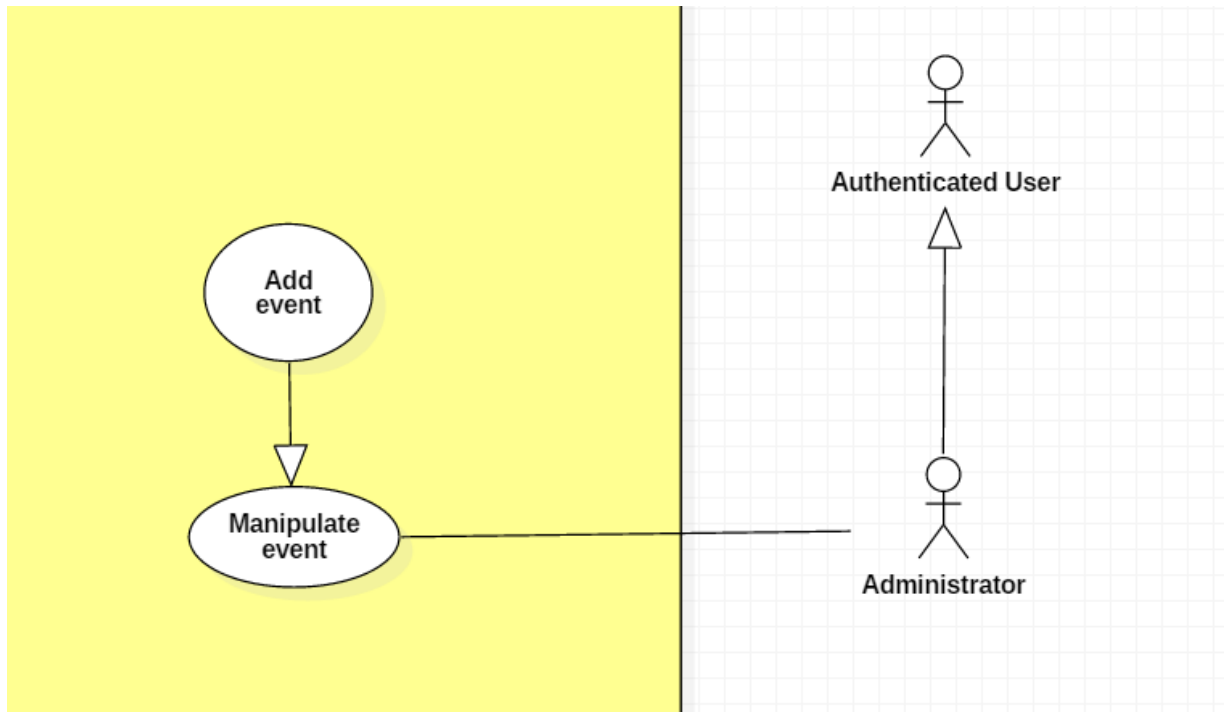 Authenticated User
Add
event
Manipulate
event
Administrator